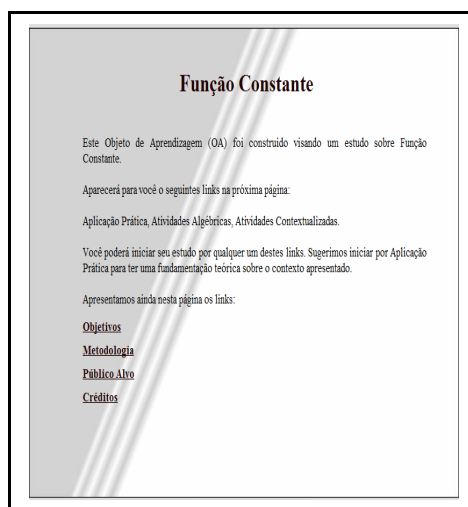 Função Constante
Este Objeto de Aprendizagem (OA) foi construido visando um estudo sobre Função
Constante.
Aparecerá para você o seguintes links na próxima página:
Aplicação Prática, Atividades Algébricas, Atividades Contextualizadas.
Você poderá iniciar seu estudo por qualquer um destes links. Sugerimos iniciar por Aplicação
Prática para ter uma fundamentação teórica sobre o contexto apresentado.
Apresentamos ainda nesta página os links:
Objetivos
Metodologia
Público Alvo
Créditos